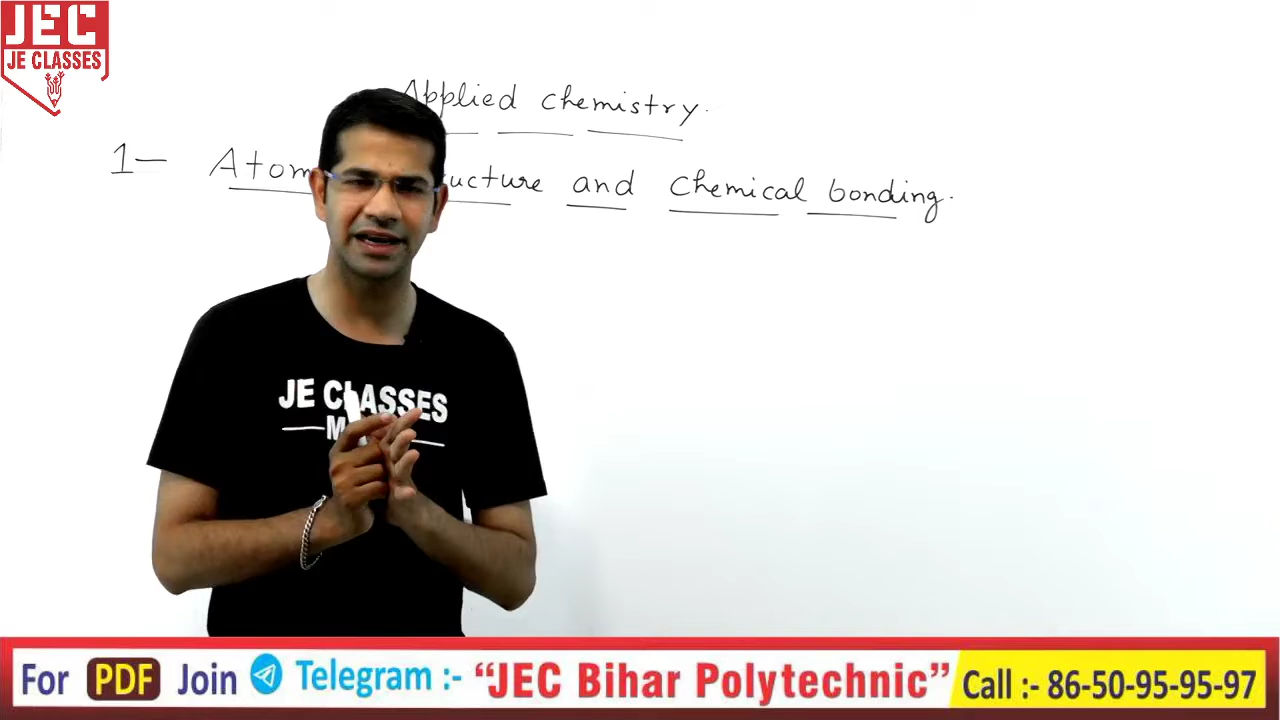 JEC
JE CLASSES
Applied chemistry.
1- Atom ucture and Chemical bonding.
JE CLASSES
For PDF Join Telegram :- “JEC Bihar Polytechnic” Call :- 86-50-95-95-97